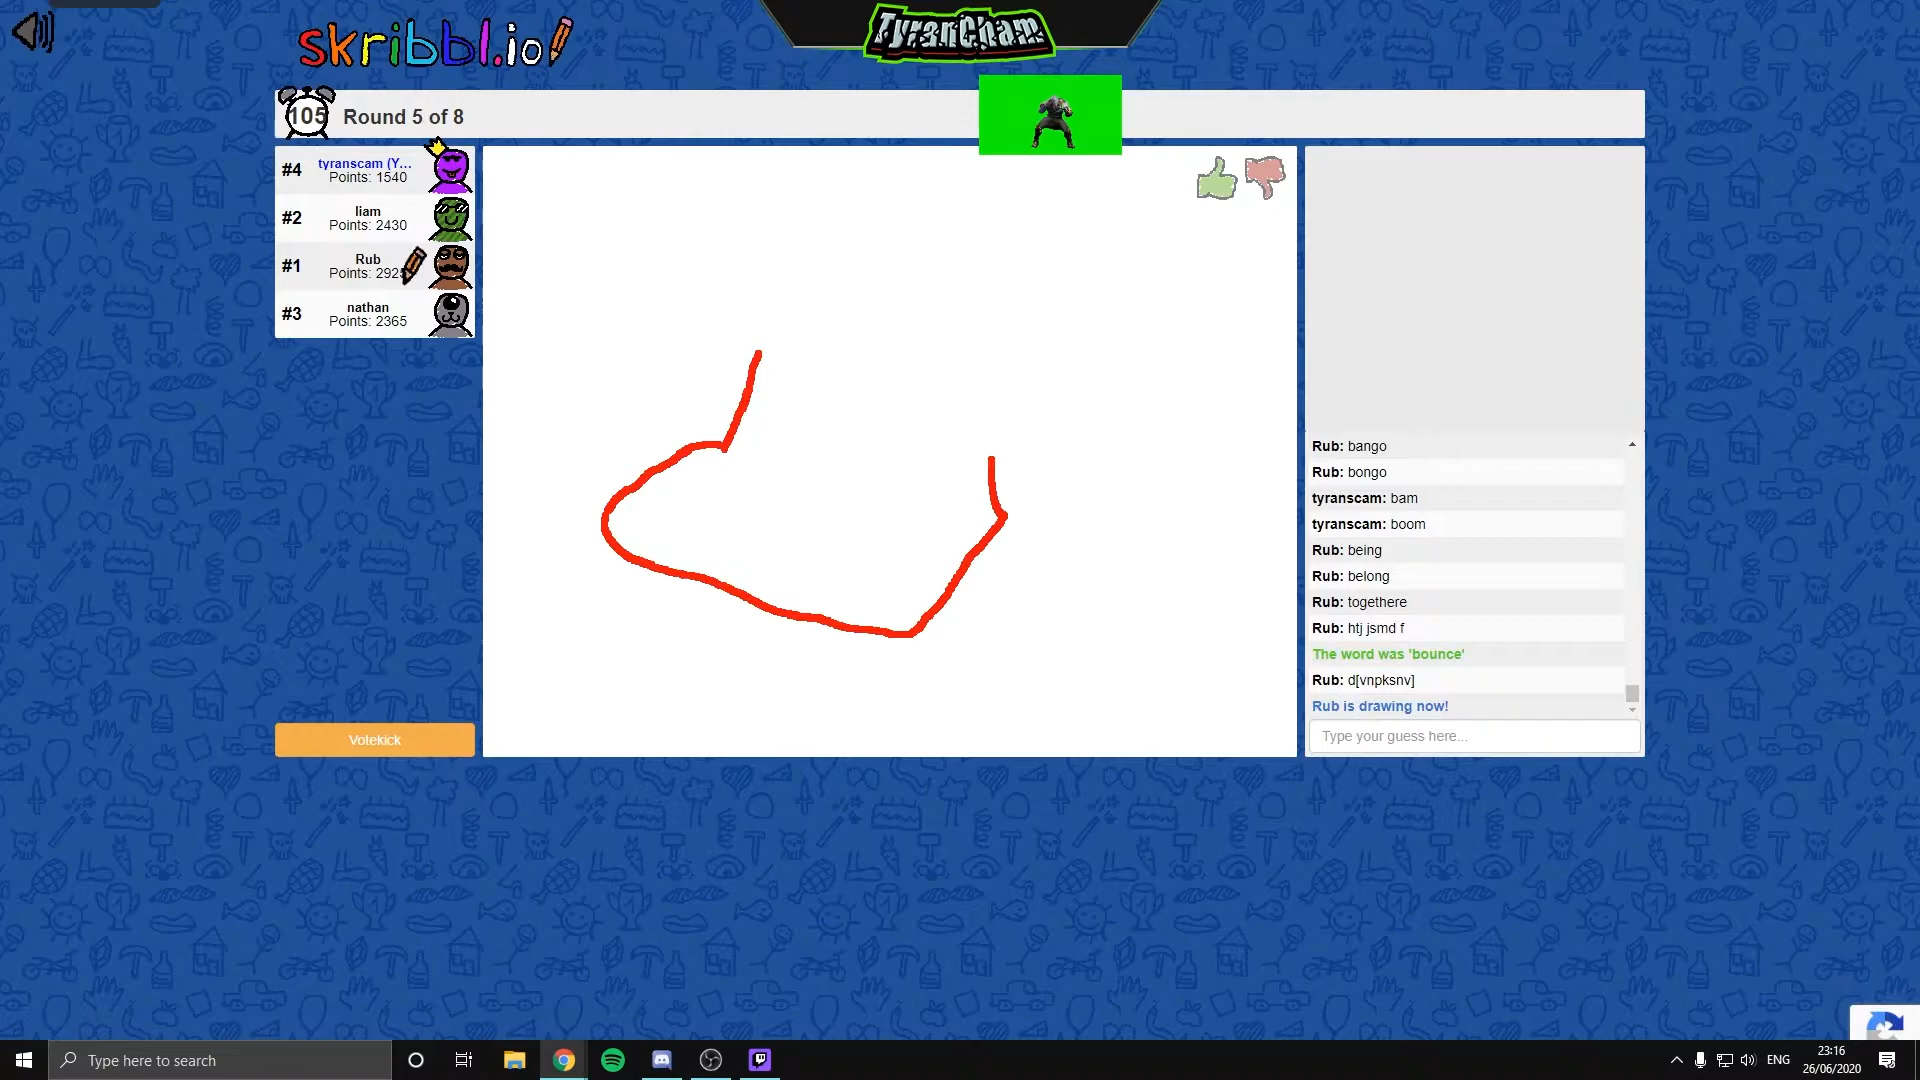 skribbl.io
TyranCham
105
Round 5 of 8
#4
tyranscam (Y...
Points: 1540
#2
liam
Points: 2430
#1
Rub
Points: 292
#3
nathan
Points: 2365
Votekick
Rub: bango
Rub: bongo
tyranscam: bam
tyranscam: boom
Rub: being
Rub: belong
Rub: togethere
Rub: htj jsmd f
The word was 'bounce'
Rub: d[vnpksnv]
Rub is drawing now!
Type your guess here...
Type here to search
ENG
23:16
26/06/2020